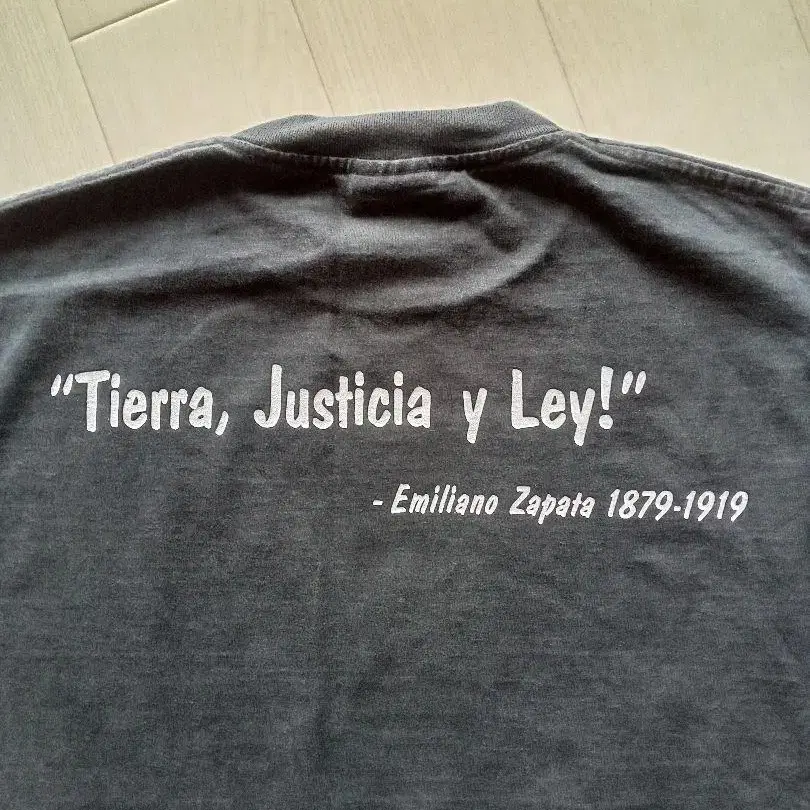 “Tierra, Justicia y Ley!”
- Emiliano Zapata 1879-1919